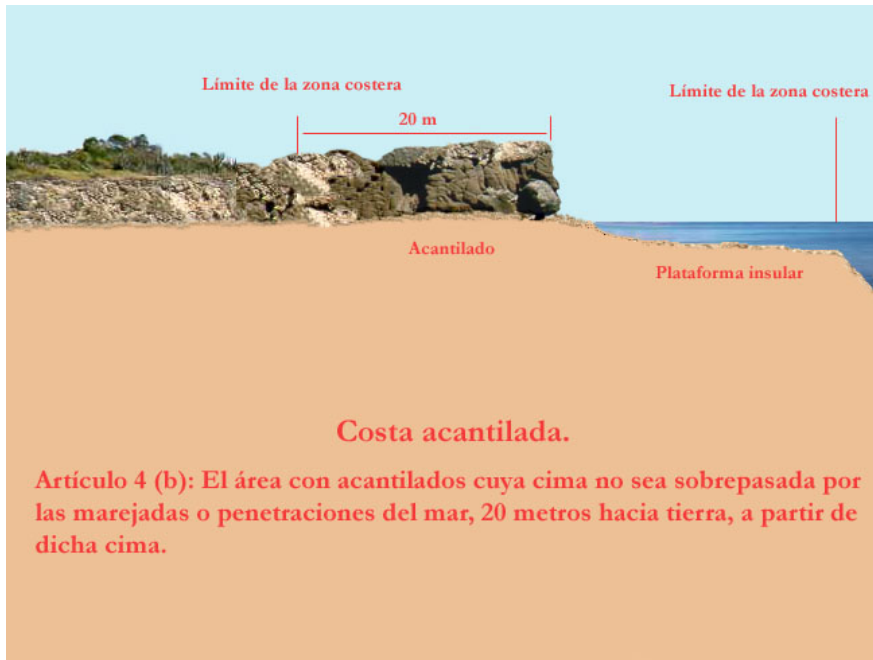 Límite de la zona costera
Límite de la zona costera
20 m
Acantilado
Plataforma insular
Costa acantilada.
Artículo 4 (b): El área con acantilados cuya cima no sea sobrepasada por
las marejadas o penetraciones del mar, 20 metros hacia tierra, a partir de
dicha cima.